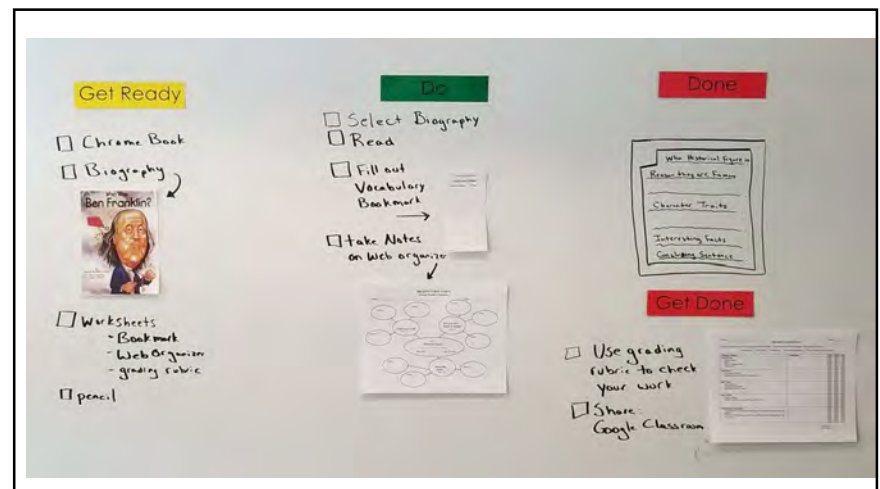 Get Ready
Chrome Book
Biography
Ben Franklin?
Worksheets
- Bookmark
- Web Organizer
- grading rubric
pencil
Do
Select Biography
Read
Fill out
Vocabulary
Bookmark
take Notes
on Web organizer
Done
Who Historical figure is
Reason they are Famous
Character Traits
Interesting Facts
Concluding Sentence
Get Done
Use grading
rubric to check
your work
Share:
Google Classroom